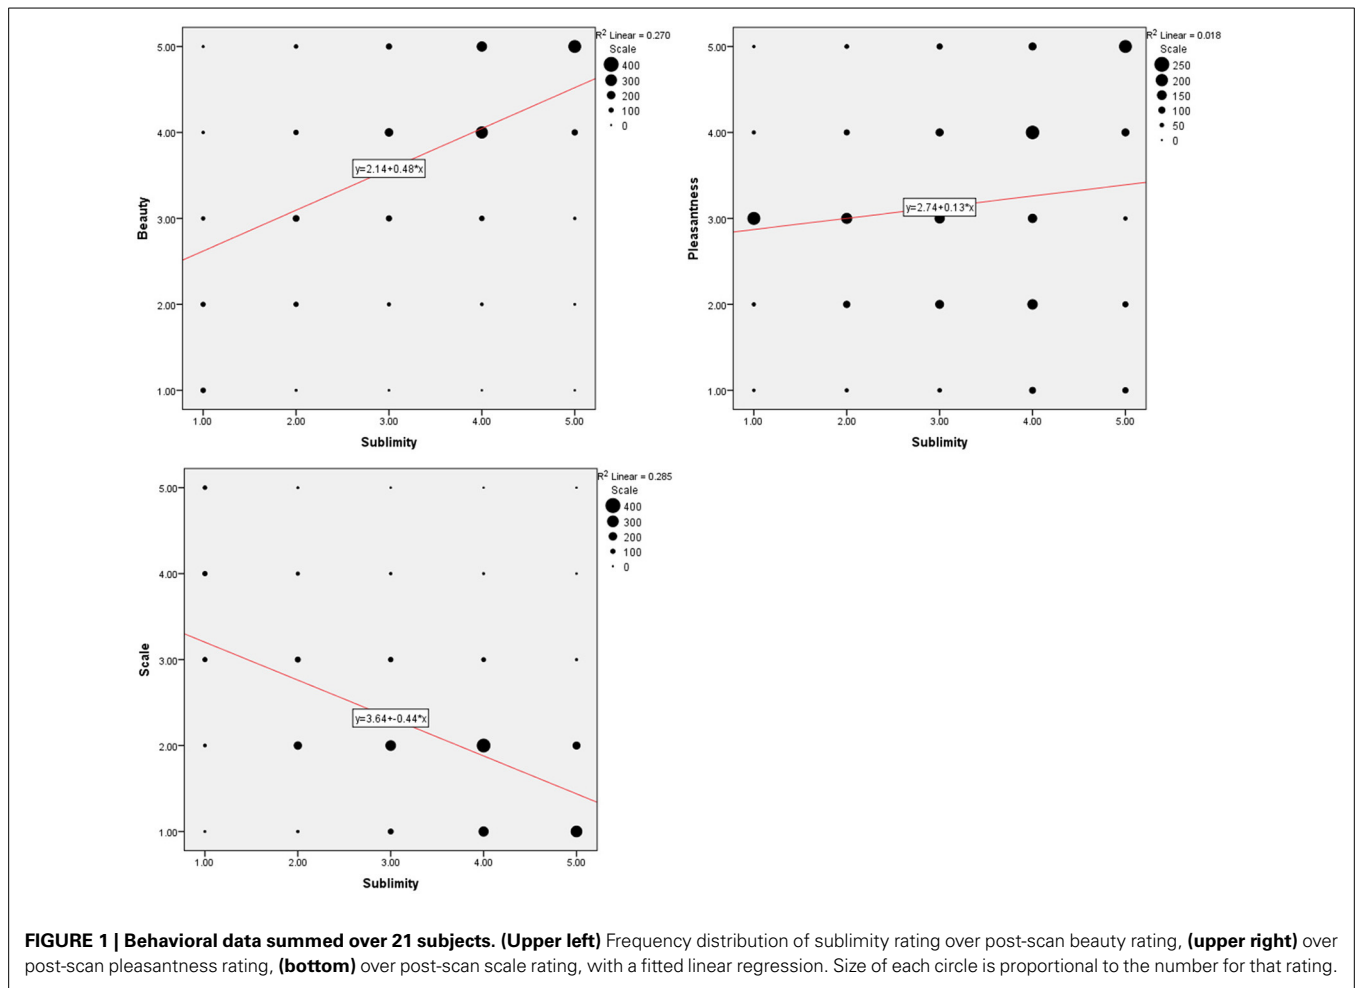 R2 Linear = 0.270
Scale
400
300
200
100
0
5.00
4.00
3.00
2.00
1.00
Beauty
y=2.14+0.48*x
1.00 2.00 3.00 4.00 5.00
Sublimity
R2 Linear = 0.018
Scale
250
200
150
100
50
0
5.00
4.00
3.00
2.00
1.00
Pleasantness
y=2.74+0.13*x
1.00 2.00 3.00 4.00 5.00
Sublimity
R2 Linear = 0.285
Scale
400
300
200
100
0
5.00
4.00
3.00
2.00
1.00
Scale
y=3.64+-0.44*x
1.00 2.00 3.00 4.00 5.00
Sublimity
FIGURE 1 | Behavioral data summed over 21 subjects. (Upper left) Frequency distribution of sublimity rating over post-scan beauty rating, (upper right) over
post-scan pleasantness rating, (bottom) over post-scan scale rating, with a fitted linear regression. Size of each circle is proportional to the number for that rating.